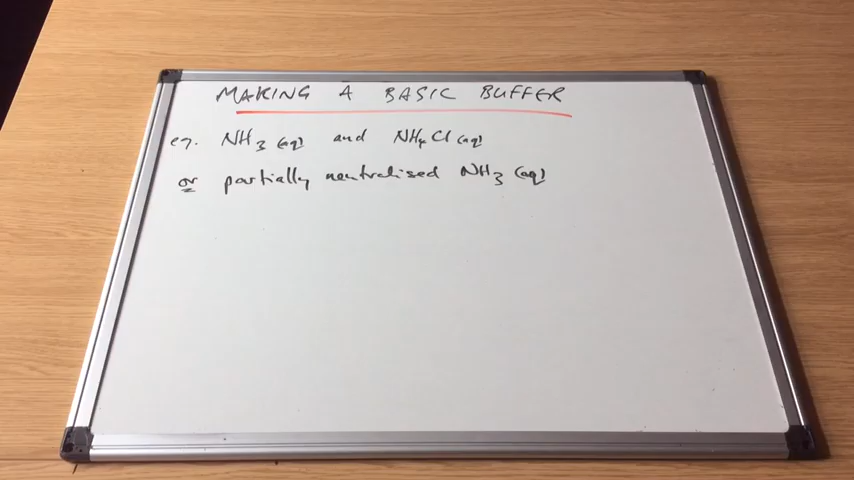 MAKING A BASIC BUFFER
eg. NH3 (aq) and NH4Cl (aq)
or partially neutralised NH3 (aq)